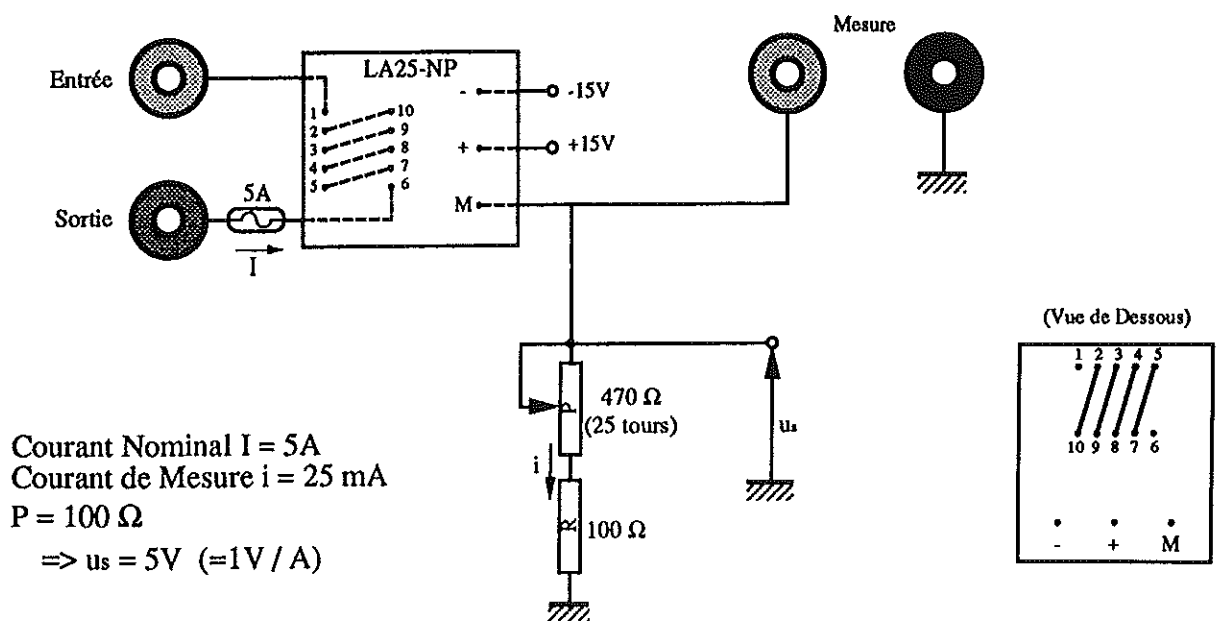 Mesure
Entrée
LA25-NP
- -15V
1 10
2 9
+ +15V
3 8
4 7
5 6
5A
M
Sortie
I
(Vue de Dessous)
1 2 3 4 5
470 Ω
P
(25 tours)
us
10 9 8 7 6
Courant Nominal I = 5A
i
Courant de Mesure i = 25 mA
P = 100 Ω
R
100 Ω
- + M
=> us = 5V (=1V / A)